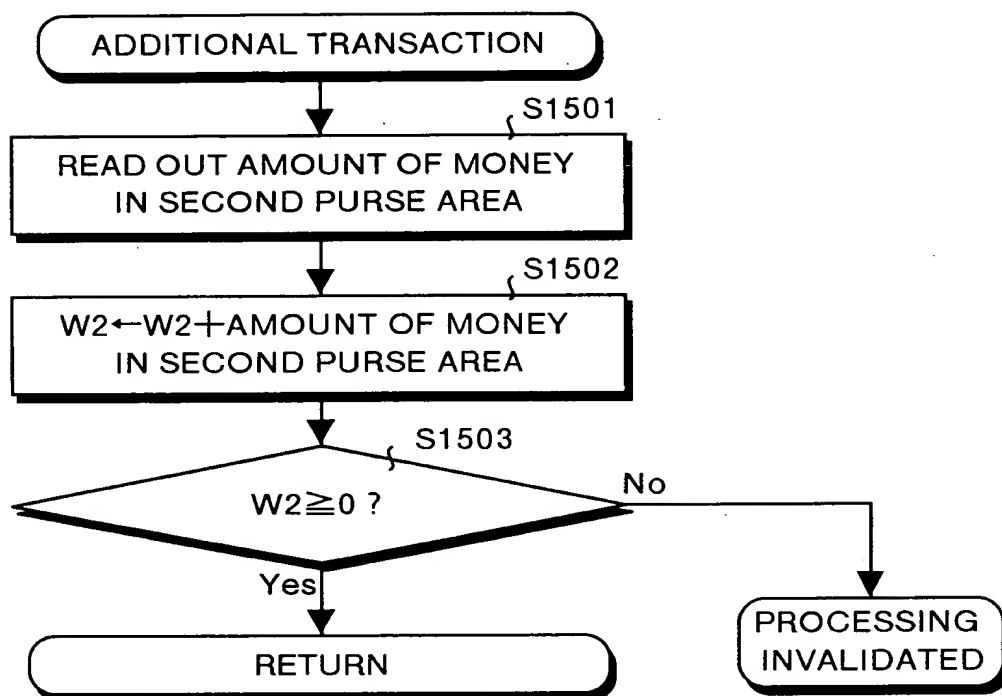 ADDITIONAL TRANSACTION
S1501
READ OUT AMOUNT OF MONEY
IN SECOND PURSE AREA
S1502
W2←W2+AMOUNT OF MONEY
IN SECOND PURSE AREA
S1503
W2≧0 ?
No
Yes
RETURN
PROCESSING
INVALIDATED